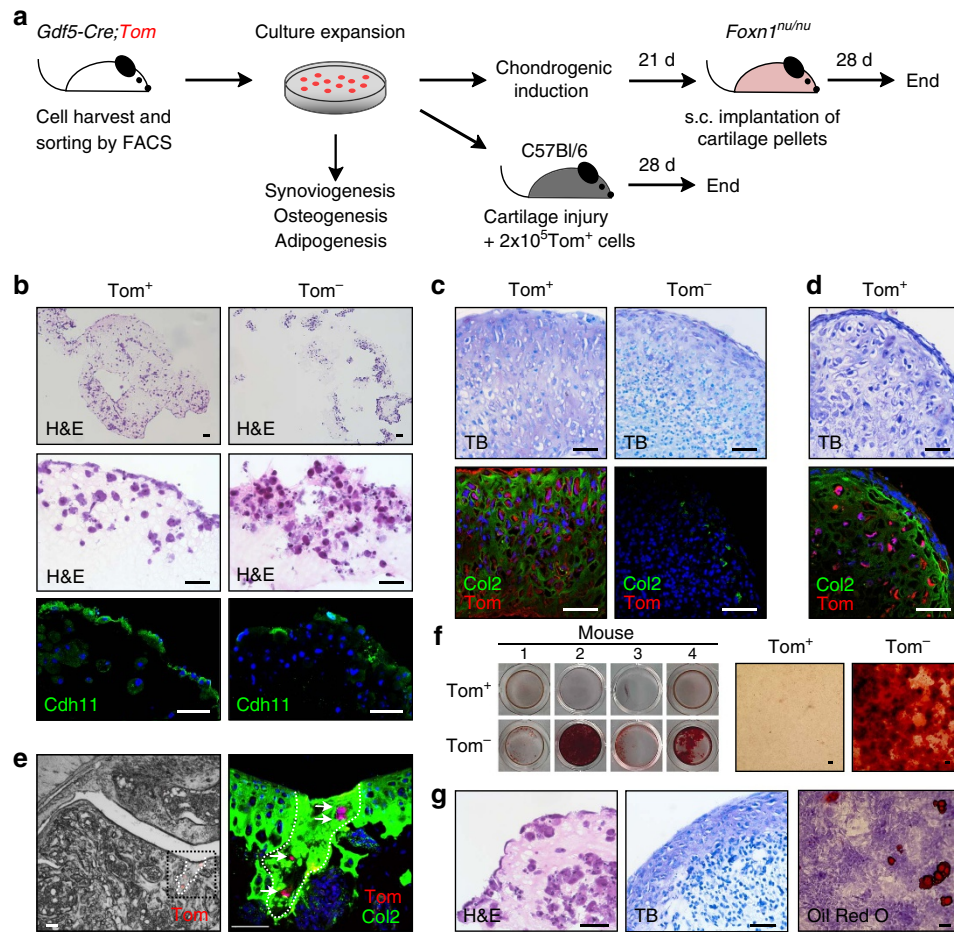 a
Gdf5-Cre;Tom
Cell harvest and
sorting by FACS
Culture expansion
Synoviogenesis
Osteogenesis
Adipogenesis
Chondrogenic
induction
21 d
Foxn1nu/nu
28 d
End
s.c. implantation of
cartilage pellets
C57Bl/6
28 d
End
Cartilage injury
+ 2x10⁵Tom⁺ cells
b
Tom⁺
Tom⁻
H&E
H&E
H&E
H&E
Cdh11
Cdh11
c
Tom⁺
Tom⁻
TB
TB
Col2
Tom
Col2
Tom
d
Tom⁺
TB
Col2
Tom
e
Tom
Tom
Col2
f
Mouse
1 2 3 4
Tom⁺
Tom⁻
Tom⁺
Tom⁻
g
H&E
TB
Oil Red O